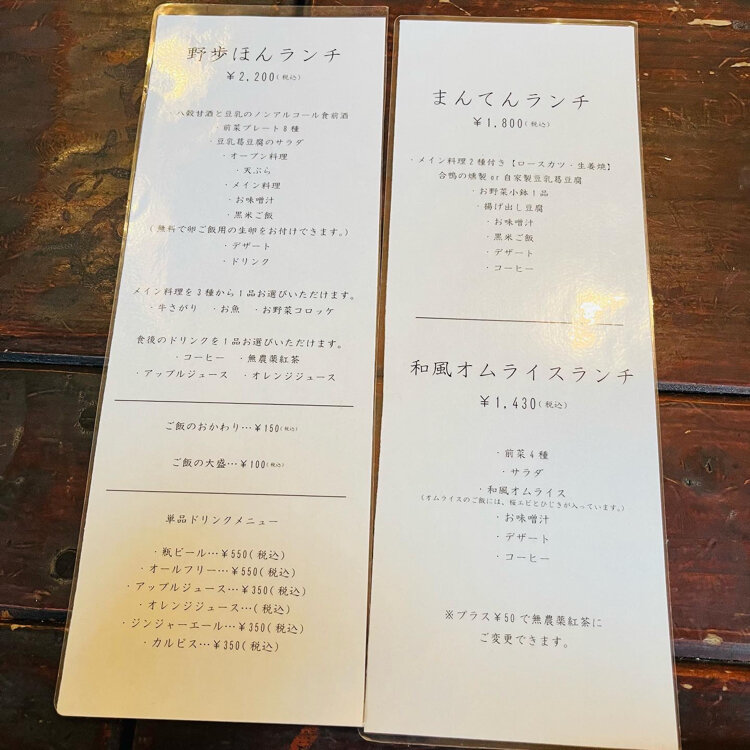 野歩ほんランチ
￥2,200(税込)
・八穀甘酒と豆乳のノンアルコール食前酒
・前菜プレート8種
・豆乳葛豆腐のサラダ
・オーブン料理
・天ぷら
・メイン料理
・お味噌汁
・黒米ご飯
(無料で卵ご飯用の生卵をお付けできます。)
・デザート
・ドリンク
メイン料理を3種から1品お選びいただけます。
・牛さがり ・お魚 ・お野菜コロッケ
食後のドリンクを1品お選びいただけます。
・コーヒー ・無農薬紅茶
・アップルジュース ・オレンジジュース
ご飯のおかわり…￥150(税込)
ご飯の大盛…￥100(税込)
単品ドリンクメニュー
・瓶ビール…￥550(税込)
・オールフリー…￥550(税込)
・アップルジュース…￥350(税込)
・オレンジジュース…(税込)
・ジンジャーエール…￥350(税込)
・カルピス…￥350(税込)
まんてんランチ
￥1,800(税込)
・メイン料理2種付き【ロースカツ・生姜焼】
合鴨の燻製 or 自家製豆乳葛豆腐
・お野菜小鉢1品
・揚げ出し豆腐
・お味噌汁
・黒米ご飯
・デザート
・コーヒー
和風オムライスランチ
￥1,430(税込)
・前菜4種
・サラダ
・和風オムライス
(オムライスのご飯には、桜エビとひじきが入っています。)
・お味噌汁
・デザート
・コーヒー
※プラス￥50で無農薬紅茶に
ご変更できます。